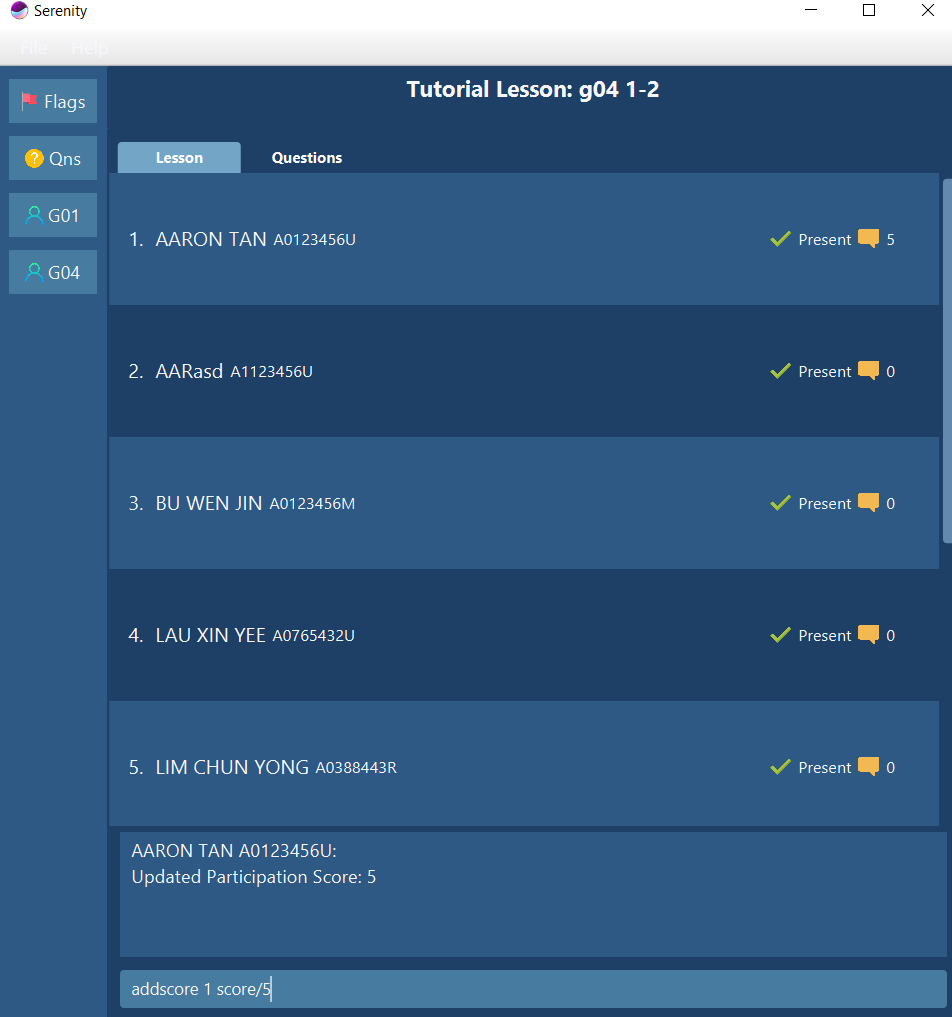 Serenity
File Help
Flags
Qns
G01
G04
Tutorial Lesson: g04 1-2
Lesson Questions
1. AARON TAN A0123456U Present 5
2. AARasd A1123456U Present 0
3. BU WEN JIN A0123456M Present 0
4. LAU XIN YEE A0765432U Present 0
5. LIM CHUN YONG A0388443R Present 0
AARON TAN A0123456U:
Updated Participation Score: 5
addscore 1 score/5